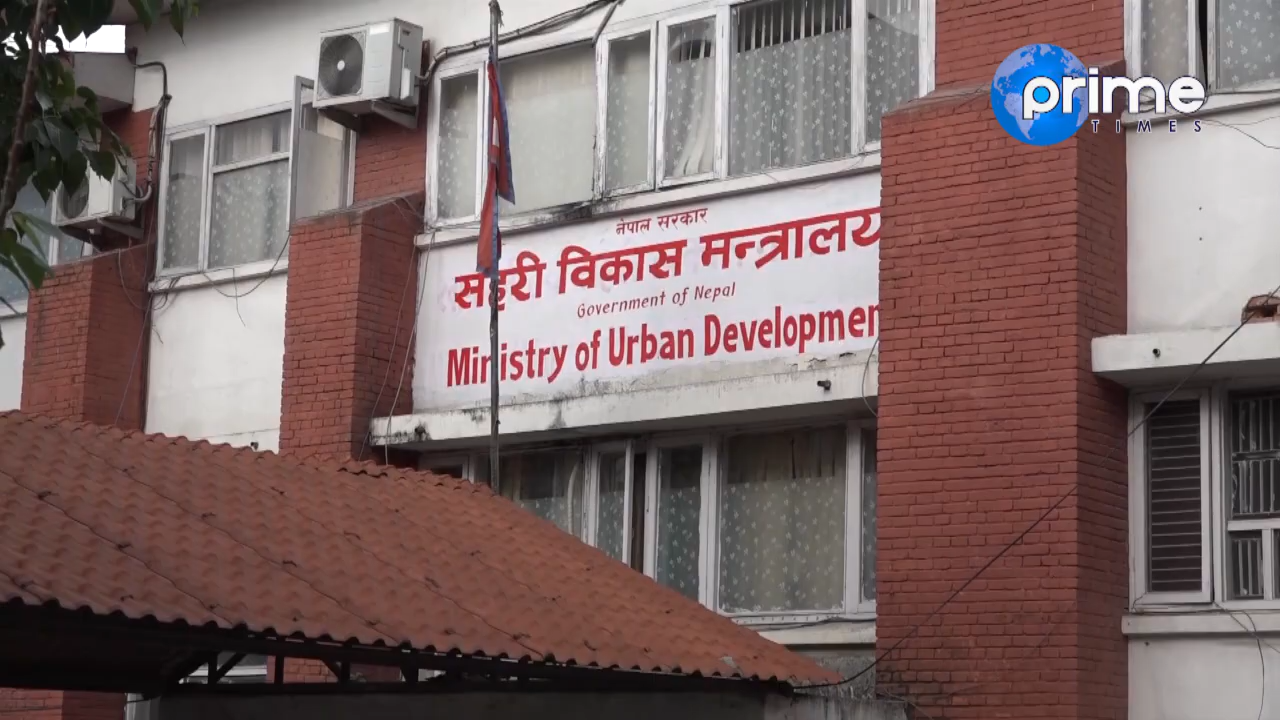 prime
TIMES
नेपाल सरकार
सहरी विकास मन्त्रालय
Government of Nepal
Ministry of Urban Developmen